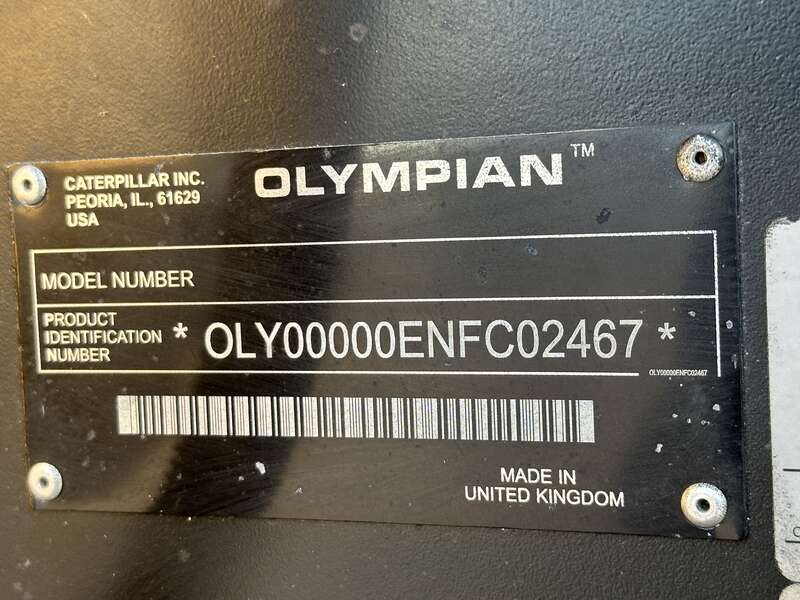 CATERPILLAR INC.
PEORIA, IL., 61629
USA
OLYMPIAN™
MODEL NUMBER
PRODUCT
IDENTIFICATION
NUMBER
* OLY00000ENFC02467 *
OLY00000ENFC02467
MADE IN
UNITED KINGDOM